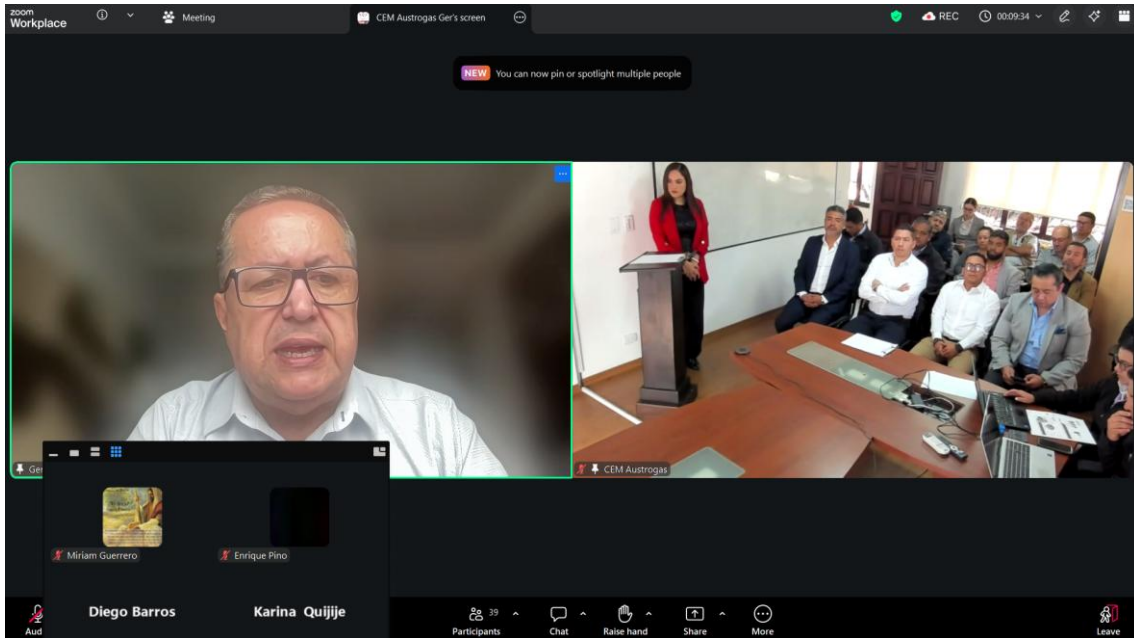 zoom
Workplace
Meeting
CEM Austrogas Ger's screen
REC
00:09:34
NEW You can now pin or spotlight multiple people
Ger
CEM Austrogas
Miriam Guerrero
Enrique Pino
Diego Barros
Karina Quijije
Aud
39
Participants
Chat
Raise hand
Share
More
Leave